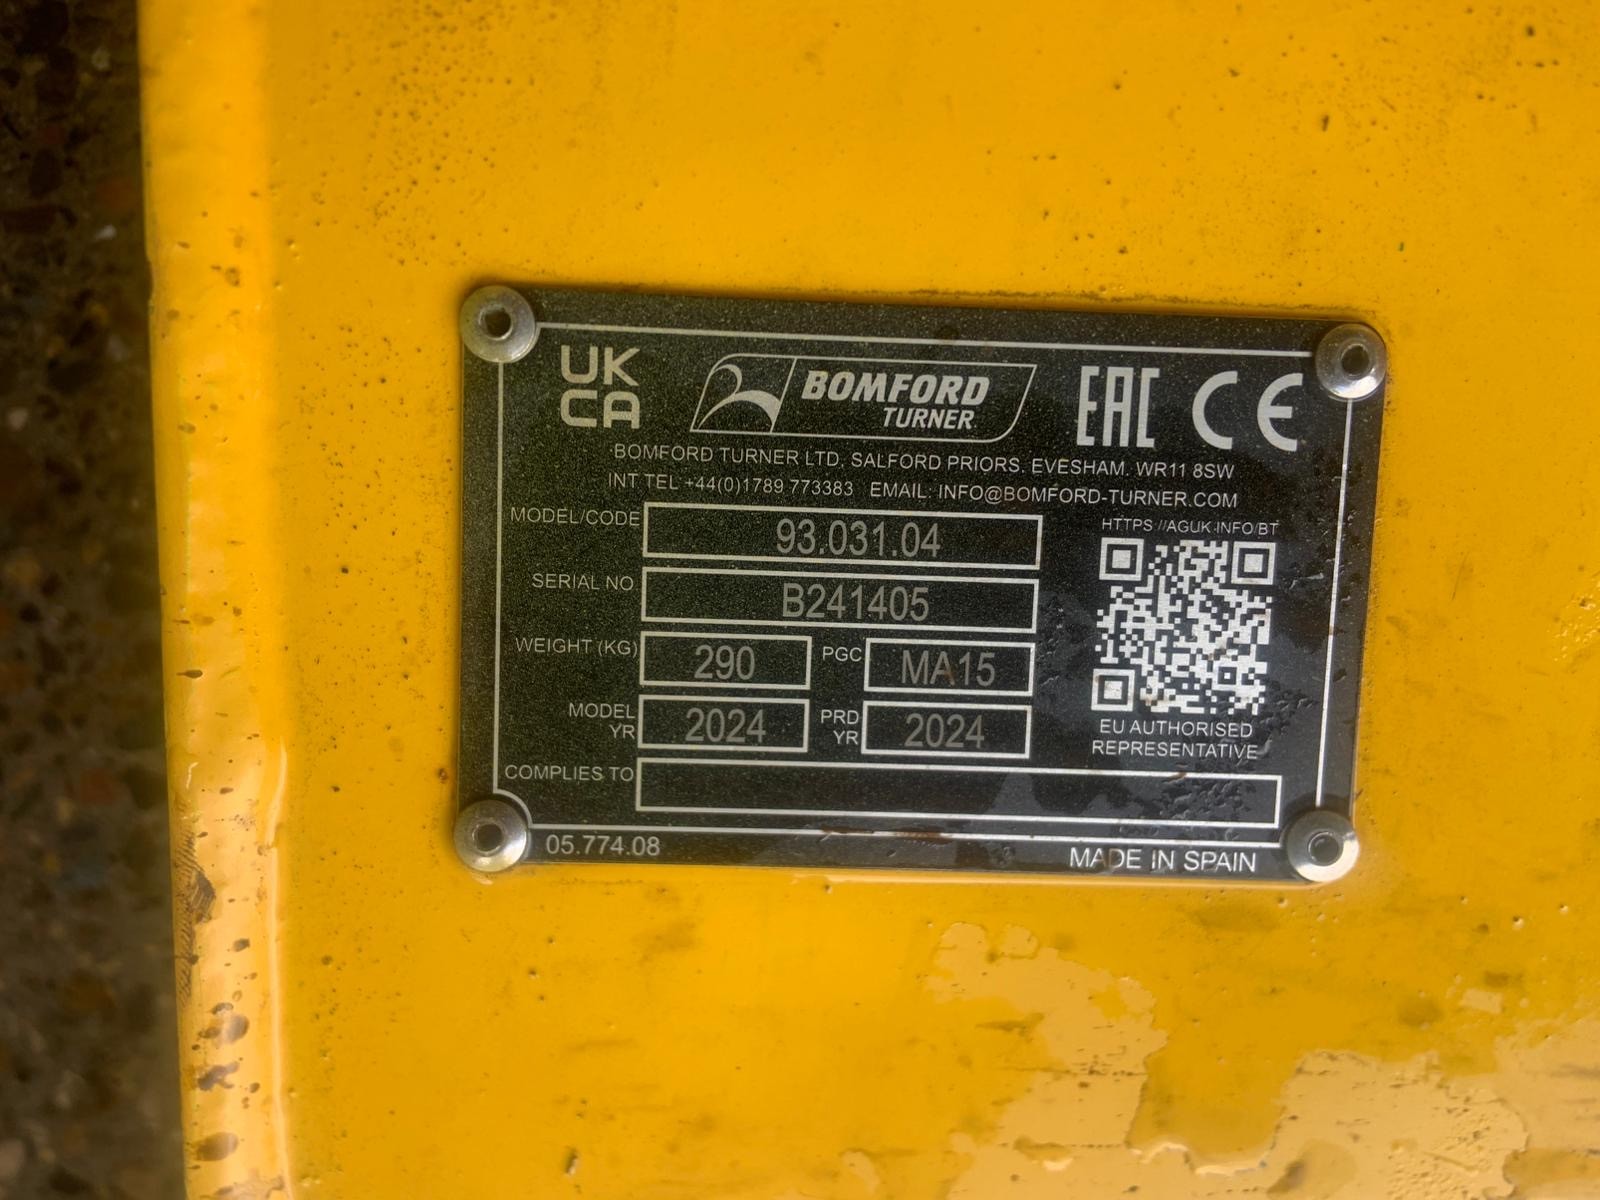 UK
CA
BOMFORD
TURNER
EAC CE
BOMFORD TURNER LTD, SALFORD PRIORS, EVESHAM. WR11 8SW
INT TEL +44(0)1789 773383 EMAIL: INFO@BOMFORD-TURNER.COM
MODEL/CODE 93.031.04
SERIAL NO B241405
WEIGHT (KG) 290 PGC MA15
MODEL YR 2024 PRD YR 2024
COMPLIES TO
HTTPS://AGUK.INFO/BT
EU AUTHORISED
REPRESENTATIVE
05.774.08
MADE IN SPAIN